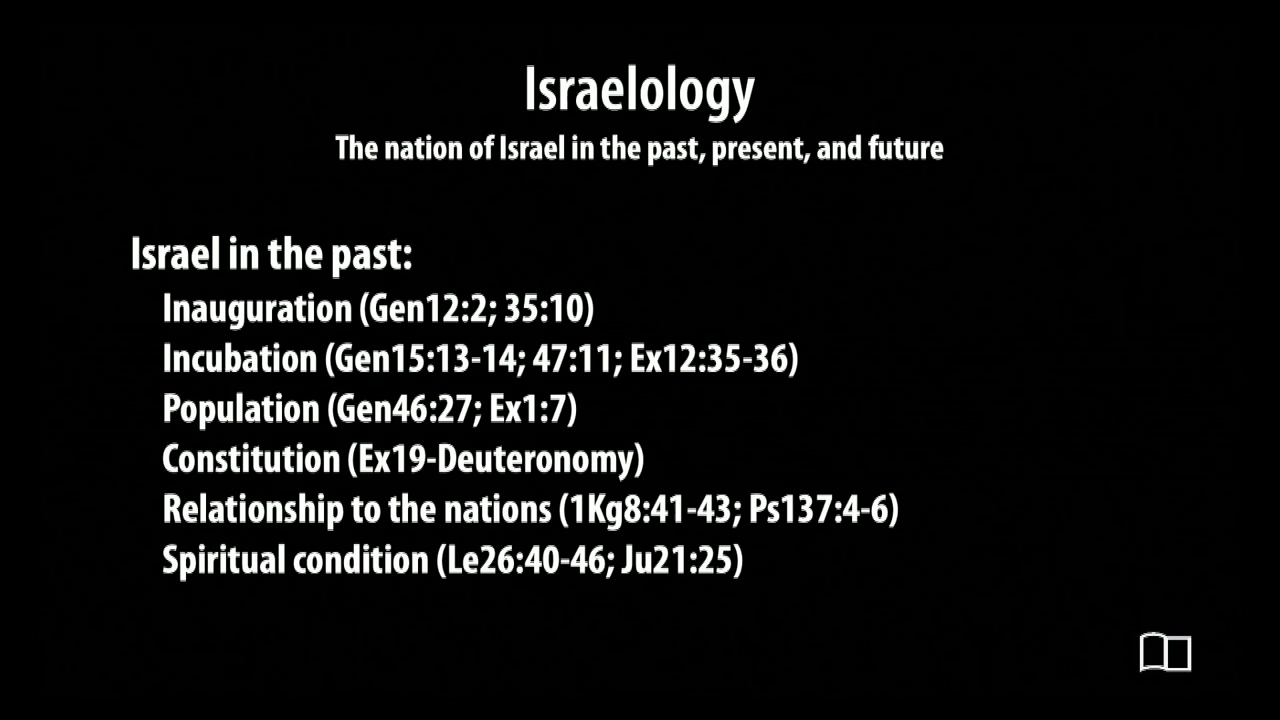 Israelology
The nation of Israel in the past, present, and future
Israel in the past:
Inauguration (Gen12:2; 35:10)
Incubation (Gen15:13-14; 47:11; Ex12:35-36)
Population (Gen46:27; Ex1:7)
Constitution (Ex19-Deuteronomy)
Relationship to the nations (1Kg8:41-43; Ps137:4-6)
Spiritual condition (Le26:40-46; Ju21:25)